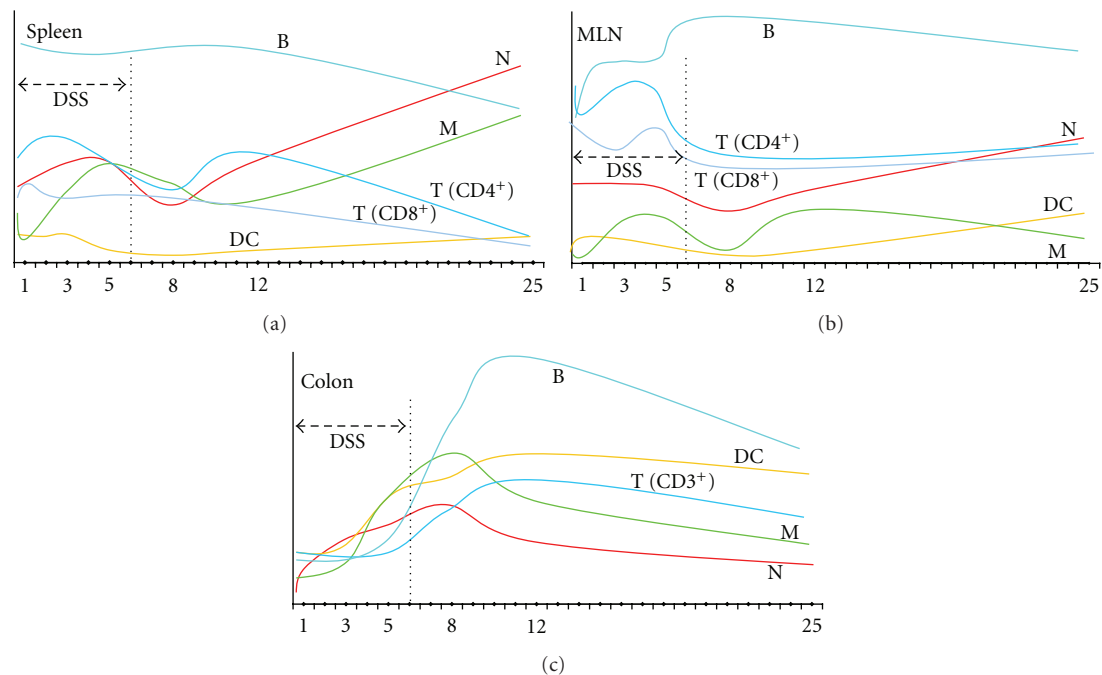 Spleen
B
N
DSS
M
T (CD4+)
T (CD8+)
DC
1 3 5 8 12 25
(a)
MLN
B
N
T (CD4+)
DSS
T (CD8+)
DC
M
1 3 5 8 12 25
(b)
Colon
B
DSS
DC
T (CD3+)
M
N
1 3 5 8 12 25
(c)